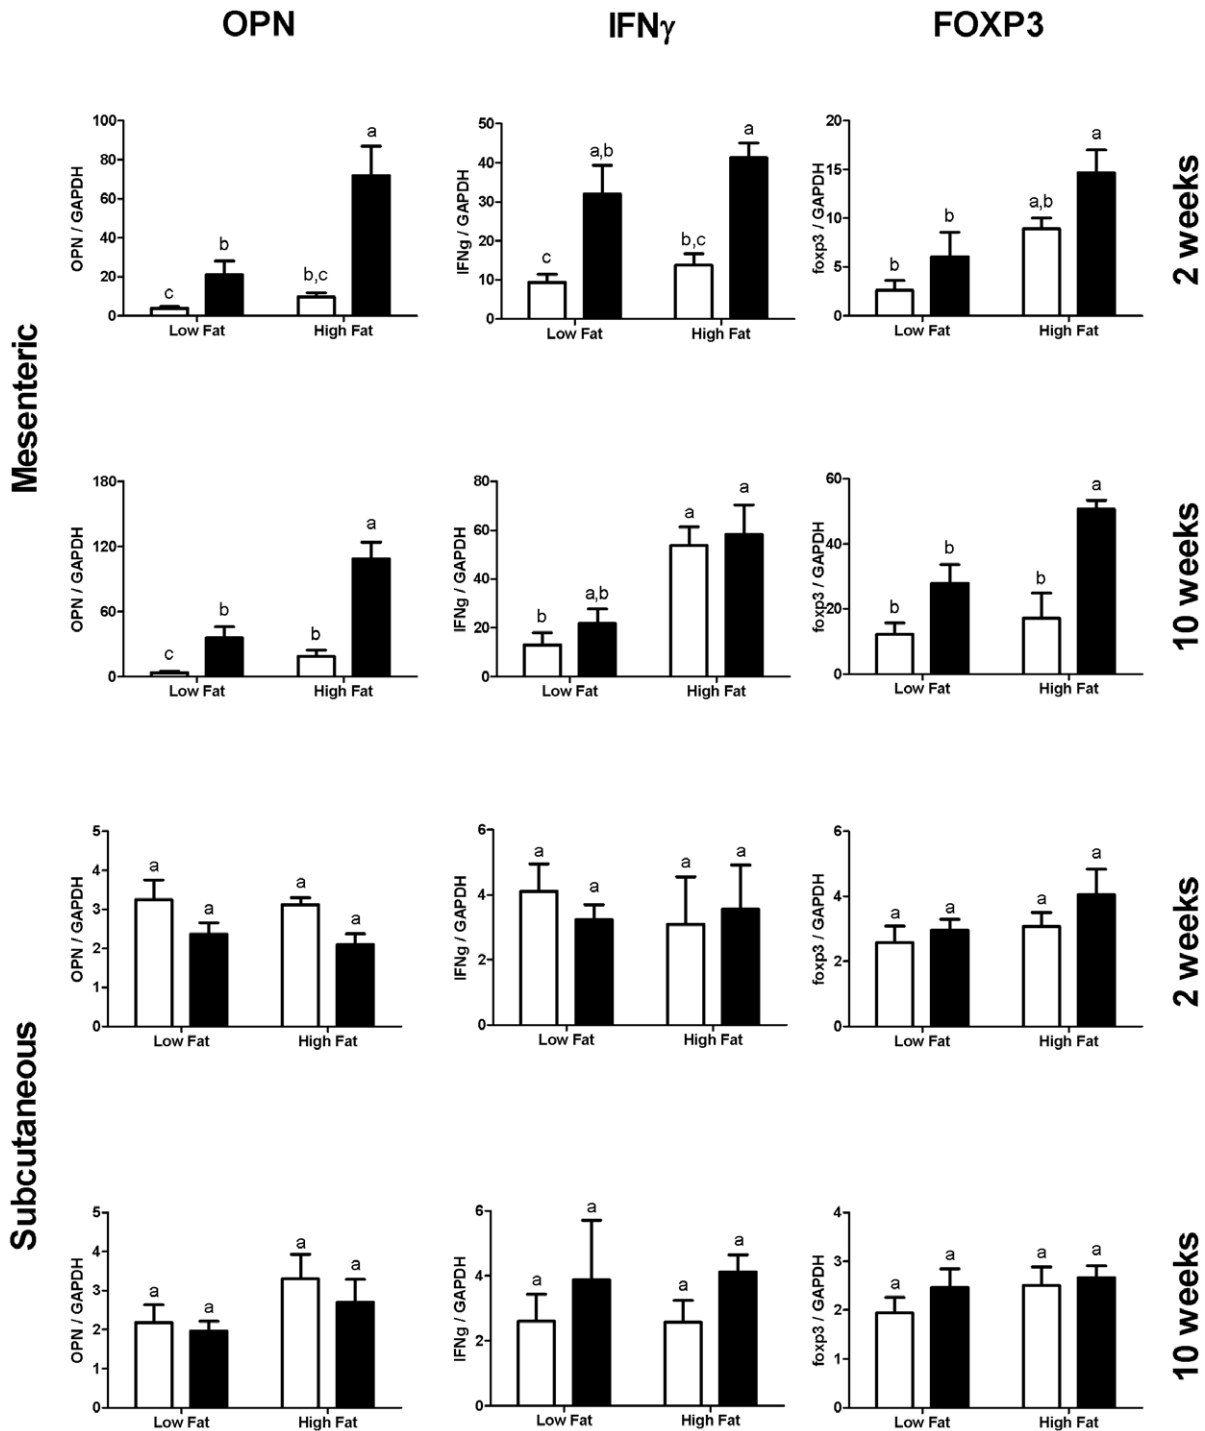 OPN IFNγ FOXP3
Mesenteric
2 weeks
OPN / GAPDH
100
80
60
40
20
0
c b b,c a
Low Fat High Fat
IFNg / GAPDH
50
40
30
20
10
0
c a,b b,c a
Low Fat High Fat
foxp3 / GAPDH
20
15
10
5
0
b b a,b a
Low Fat High Fat
10 weeks
OPN / GAPDH
180
120
60
0
c b b a
Low Fat High Fat
IFNg / GAPDH
80
60
40
20
0
b a,b a a
Low Fat High Fat
foxp3 / GAPDH
60
40
20
0
b b b a
Low Fat High Fat
Subcutaneous
2 weeks
OPN / GAPDH
5
4
3
2
1
0
a a a a
Low Fat High Fat
IFNg / GAPDH
6
4
2
0
a a a a
Low Fat High Fat
foxp3 / GAPDH
6
4
2
0
a a a a
Low Fat High Fat
10 weeks
OPN / GAPDH
5
4
3
2
1
0
a a a a
Low Fat High Fat
IFNg / GAPDH
6
4
2
0
a a a a
Low Fat High Fat
foxp3 / GAPDH
4
3
2
1
0
a a a a
Low Fat High Fat